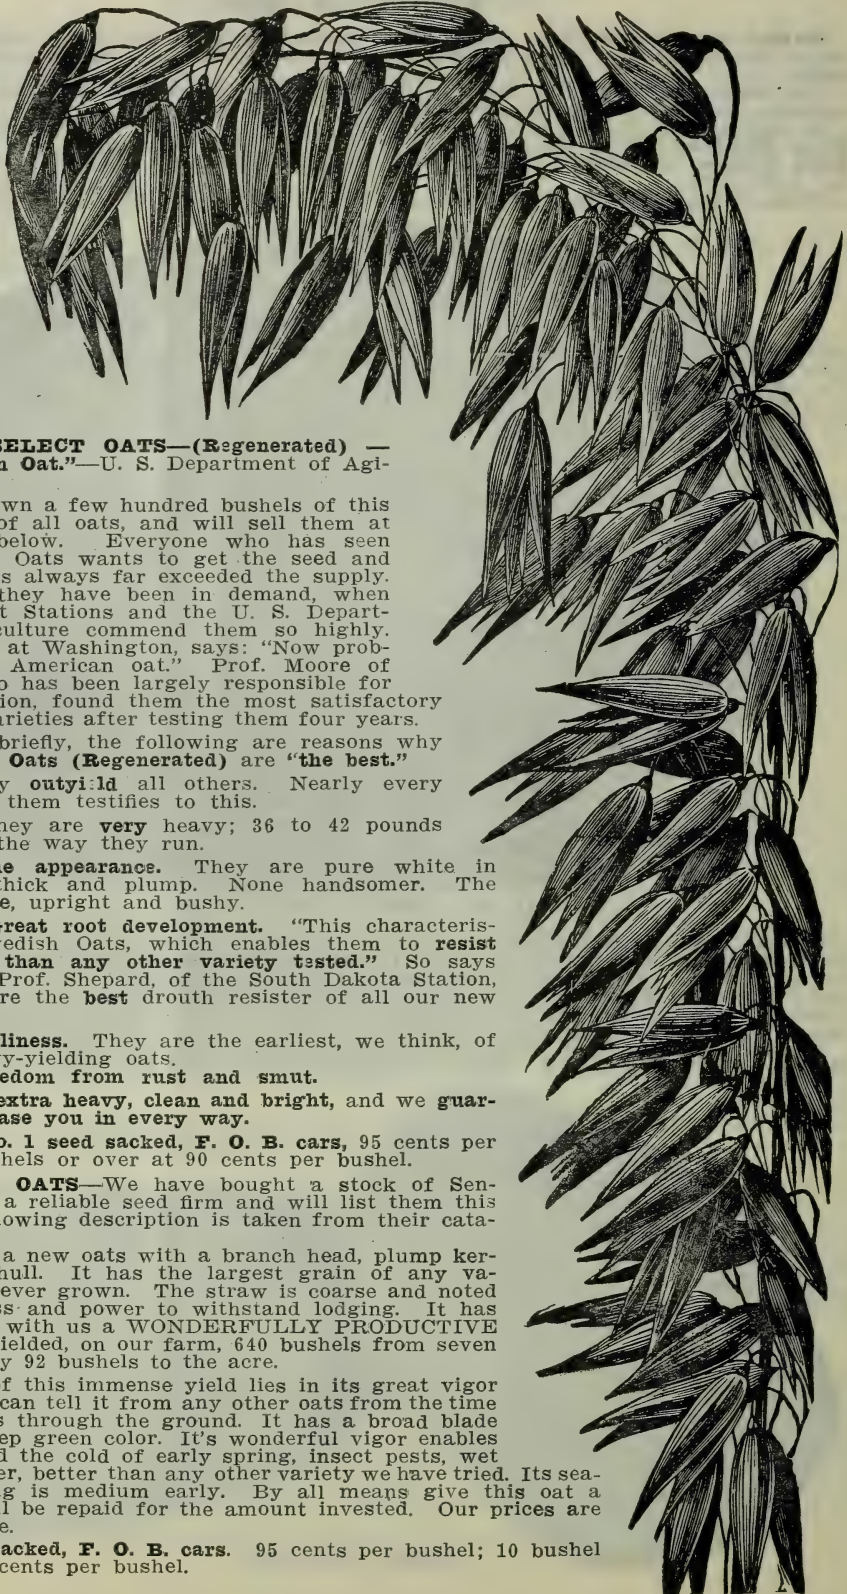 SELECT OATS—(Regenerated) —
n Oat."—U. S. Department of Agi-
wn a few hundred bushels of this
of all oats, and will sell them at
below. Everyone who has seen
Oats wants to get the seed and
s always far exceeded the supply.
they have been in demand, when
t Stations and the U. S. Depart-
culture commend them so highly.
at Washington, says: "Now prob-
American oat." Prof. Moore of
o has been largely responsible for
ion, found them the most satisfactory
arieties after testing them four years.
briefly, the following are reasons why
Oats (Regenerated) are "the best."
y outyi:ld all others. Nearly every
them testifies to this.
hey are very heavy; 36 to 42 pounds
the way they run.
ne appearance. They are pure white in
thick and plump. None handsomer. The
e, upright and bushy.
reat root development. "This characteris-
edish Oats, which enables them to resist
than any other variety tested." So says
Prof. Shepard, of the South Dakota Station,
re the best drouth resister of all our new
liness. They are the earliest, we think, of
y-yielding oats.
edom from rust and smut.
extra heavy, clean and bright, and we guar-
ase you in every way.
o. 1 seed sacked, F. O. B. cars, 95 cents per
hels or over at 90 cents per bushel.
OATS—We have bought a stock of Sen-
a reliable seed firm and will list them this
lowing description is taken from their cata-
a new oats with a branch head, plump ker-
hull. It has the largest grain of any va-
ever grown. The straw is coarse and noted
ss and power to withstand lodging. It has
with us a WONDERFULLY PRODUCTIVE
ielded, on our farm, 640 bushels from seven
y 92 bushels to the acre.
f this immense yield lies in its great vigor
can tell it from any other oats from the time
s through the ground. It has a broad blade
ep green color. It's wonderful vigor enables
d the cold of early spring, insect pests, wet
er, better than any other variety we have tried. Its sea-
g is medium early. By all means give this oat a
l be repaid for the amount invested. Our prices are
e.
acked, F. O. B. cars. 95 cents per bushel; 10 bushel
cents per bushel.